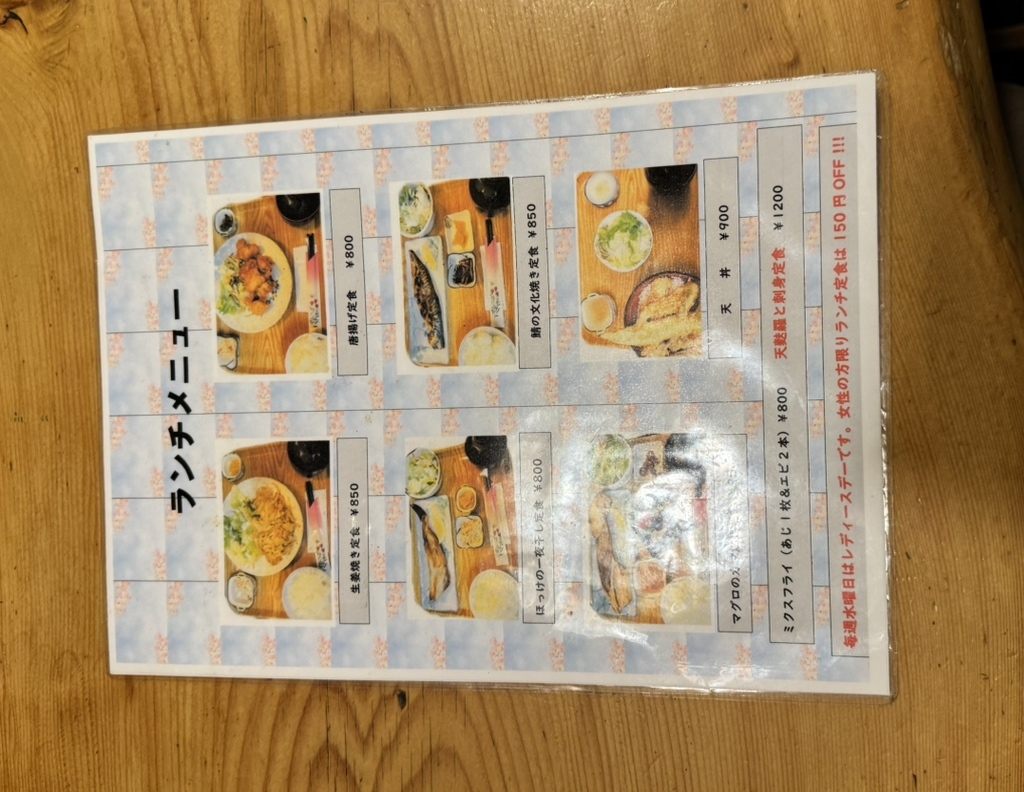 ランチメニュー
生姜焼き定食 ¥850
唐揚げ定食 ¥800
ほっけの一夜干し定食 ¥800
鯖の文化焼き定食 ¥850
マグロの
天 丼 ¥900
ミクスフライ(あじ1枚&エビ2本) ¥800 天麩羅と刺身定食 ¥1200
毎週水曜日はレディースデーです。女性の方限りランチ定食は150円OFF!!!